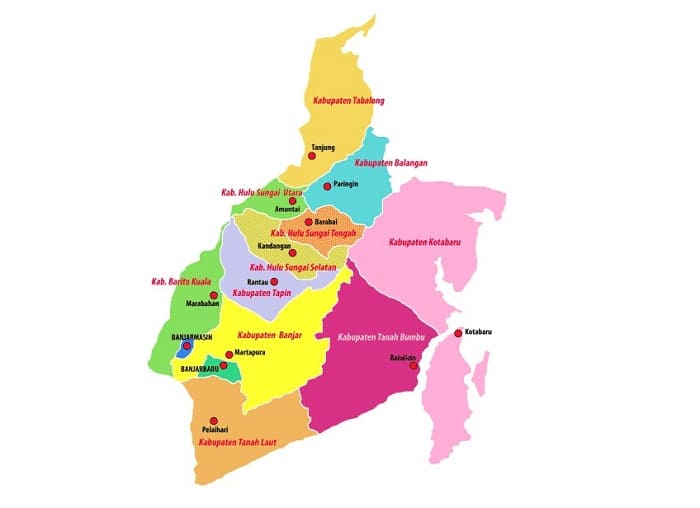 Kabupaten Tabalong
Tanjung
Kabupaten Balangan
Paringin
Kab. Hulu Sungai Utara
Amuntai
Barabai
Kab. Hulu Sungai Tengah
Kabupaten Kotabaru
Kandangan
Kab. Hulu Sungai Selatan
Kab. Barito Kuala
Rantau
Kabupaten Tapin
Marabahan
BANJARMASIN
Kabupaten Banjar
Kabupaten Tanah Bumbu
Kotabaru
Martapura
BANJARBARU
Pelaihari
Kabupaten Tanah Laut